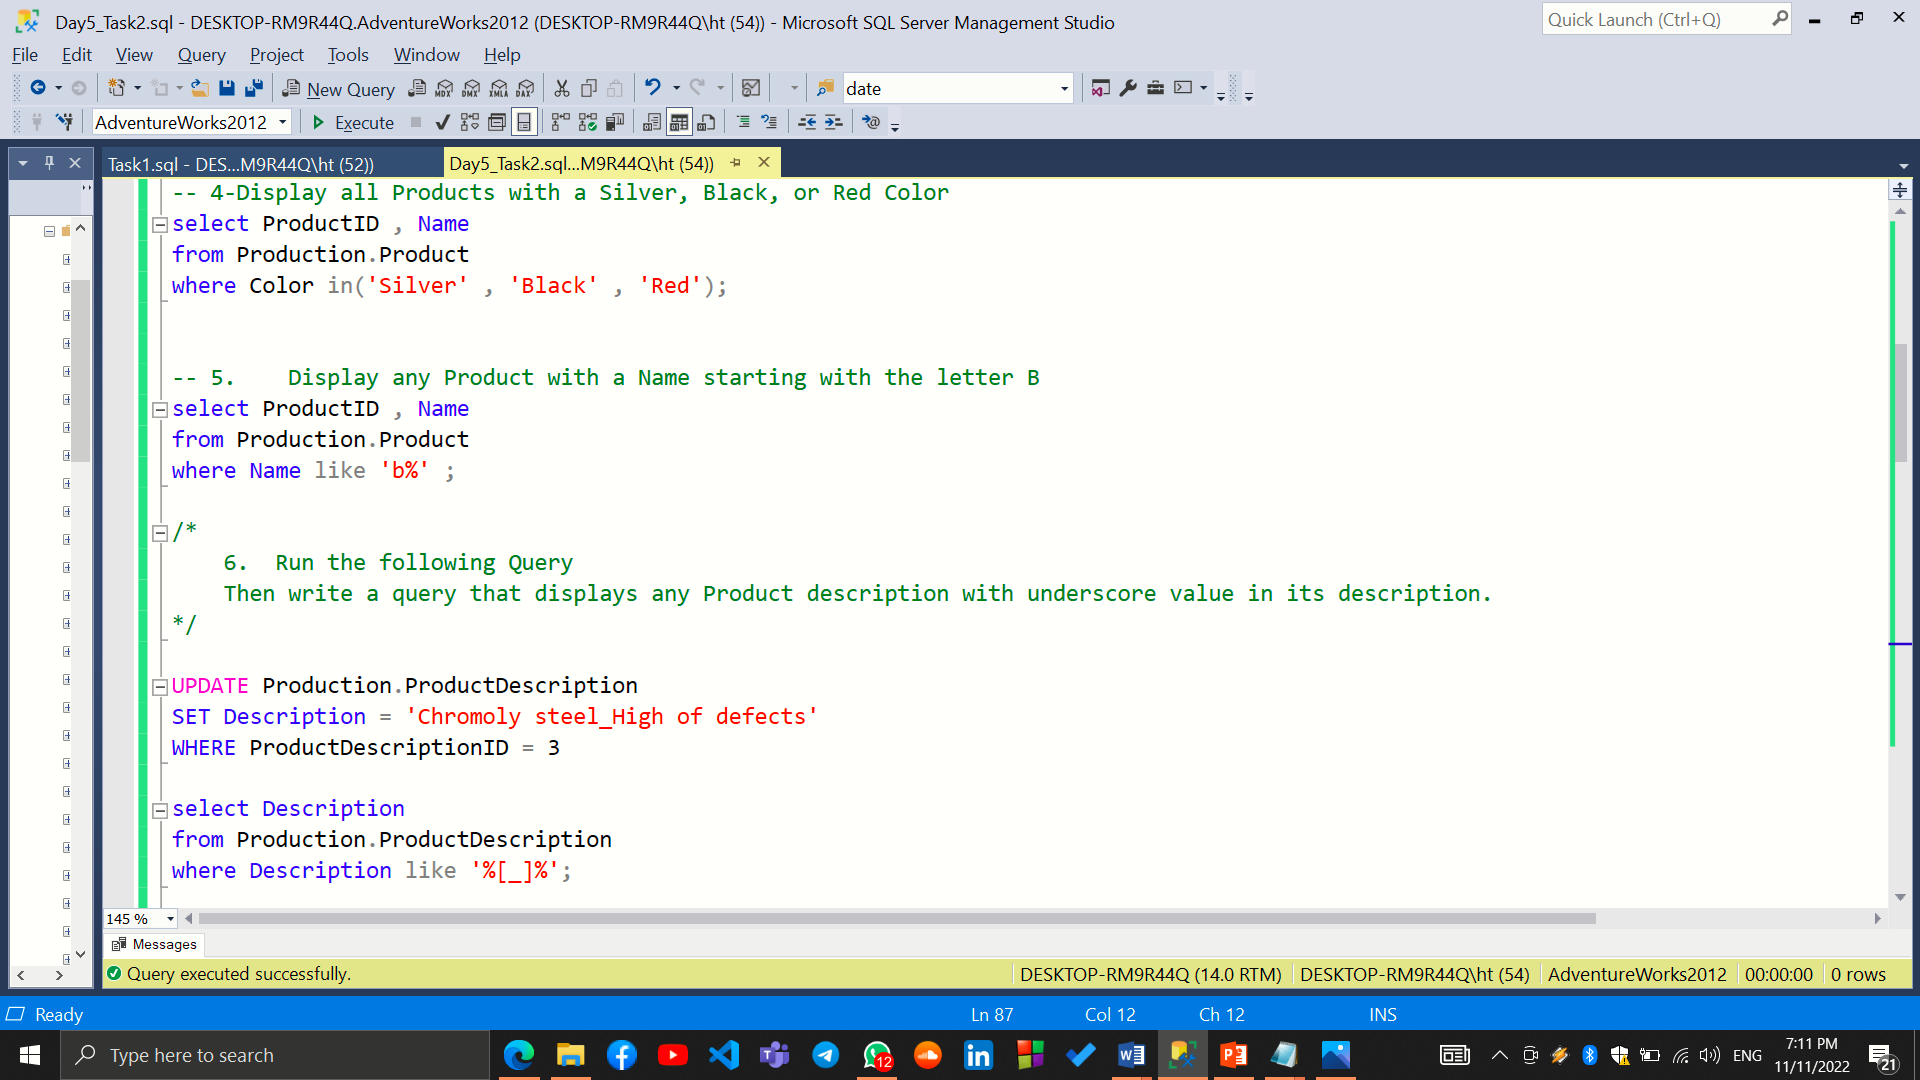 Day5_Task2.sql - DESKTOP-RM9R44Q.AdventureWorks2012 (DESKTOP-RM9R44Q\ht (54)) - Microsoft SQL Server Management Studio
Quick Launch (Ctrl+Q)
File Edit View Query Project Tools Window Help
New Query MDX DMX XMLA DAX date
AdventureWorks2012 Execute
Task1.sql - DES...M9R44Q\ht (52))
Day5_Task2.sql...M9R44Q\ht (54))
-- 4-Display all Products with a Silver, Black, or Red Color
select ProductID , Name
from Production.Product
where Color in('Silver' , 'Black' , 'Red');
-- 5.    Display any Product with a Name starting with the letter B
select ProductID , Name
from Production.Product
where Name like 'b%' ;
/*
6.  Run the following Query
Then write a query that displays any Product description with underscore value in its description.
*/
UPDATE Production.ProductDescription
SET Description = 'Chromoly steel_High of defects'
WHERE ProductDescriptionID = 3
select Description
from Production.ProductDescription
where Description like '%[_]%';
145 %
Messages
Query executed successfully. DESKTOP-RM9R44Q (14.0 RTM) DESKTOP-RM9R44Q\ht (54) AdventureWorks2012 00:00:00 0 rows
Ready Ln 87 Col 12 Ch 12 INS
Type here to search
12
ENG
7:11 PM
11/11/2022
21